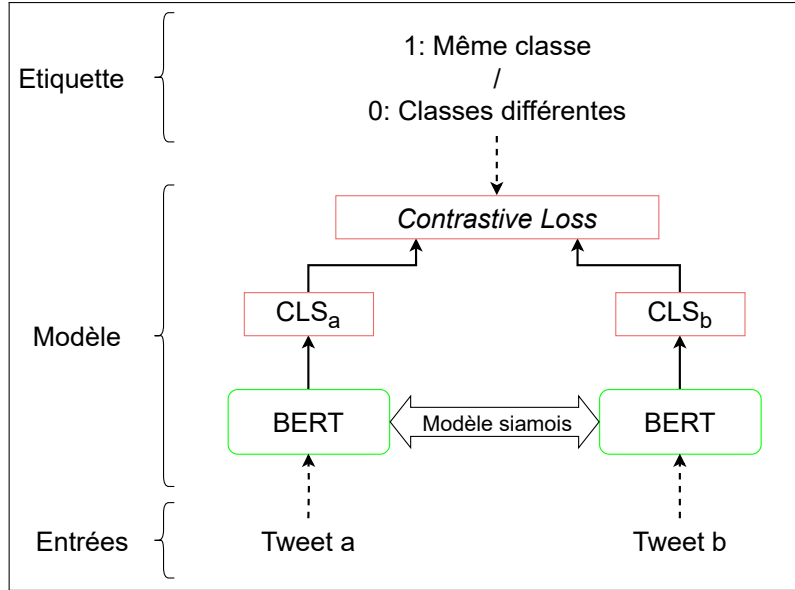 Etiquette
1: Même classe
/
0: Classes différentes
Contrastive Loss
Modèle
CLSa
CLSb
BERT
Modèle siamois
BERT
Entrées
Tweet a
Tweet b